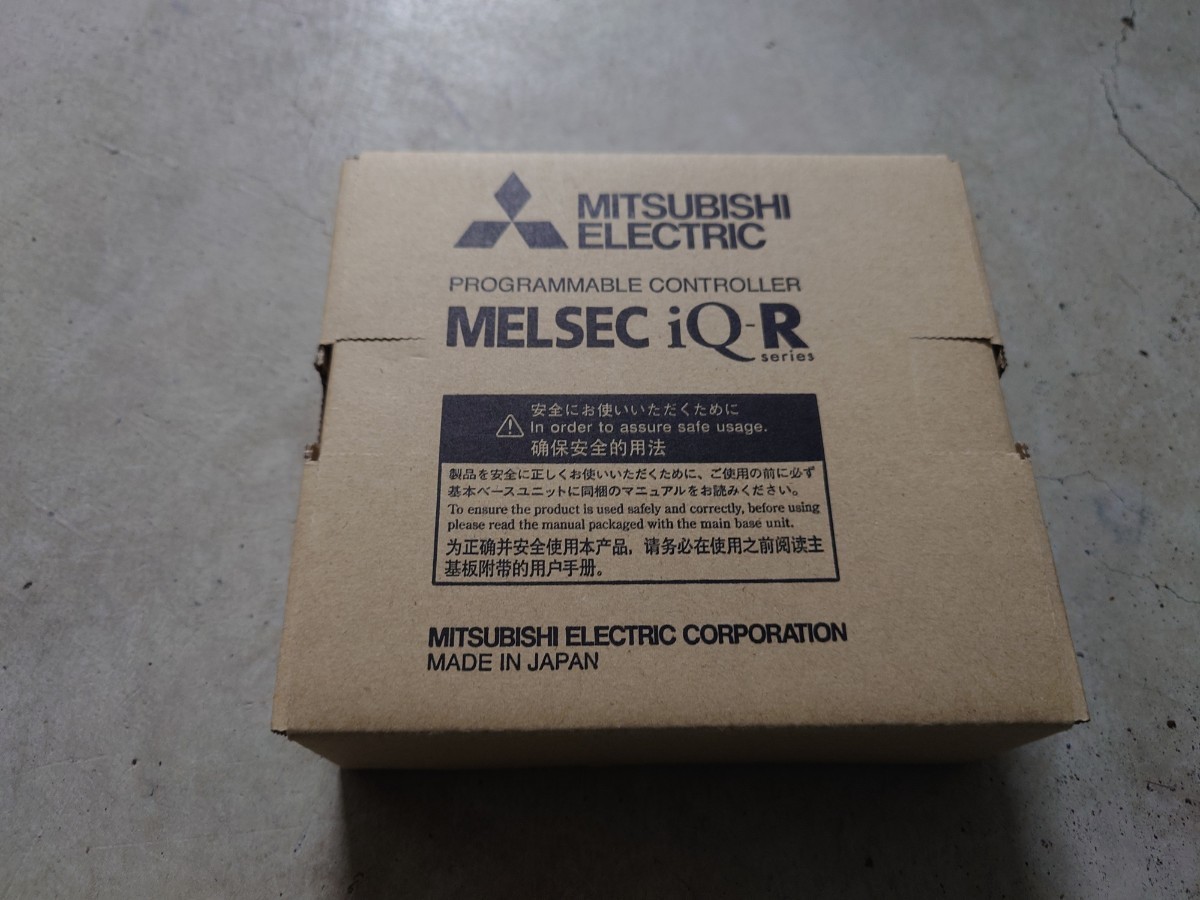 MITSUBISHI
ELECTRIC
PROGRAMMABLE CONTROLLER
MELSEC iQ-R
series
安全にお使いいただくために
In order to assure safe usage.
确保安全的用法
製品を安全に正しくお使いいただくために、ご使用の前に必ず
基本ベースユニットに同梱のマニュアルをお読みください。
To ensure the product is used safely and correctly, before using
please read the manual packaged with the main base unit.
为正确并安全使用本产品，请务必在使用之前阅读主
基板附带的用户手册。
MITSUBISHI ELECTRIC CORPORATION
MADE IN JAPAN